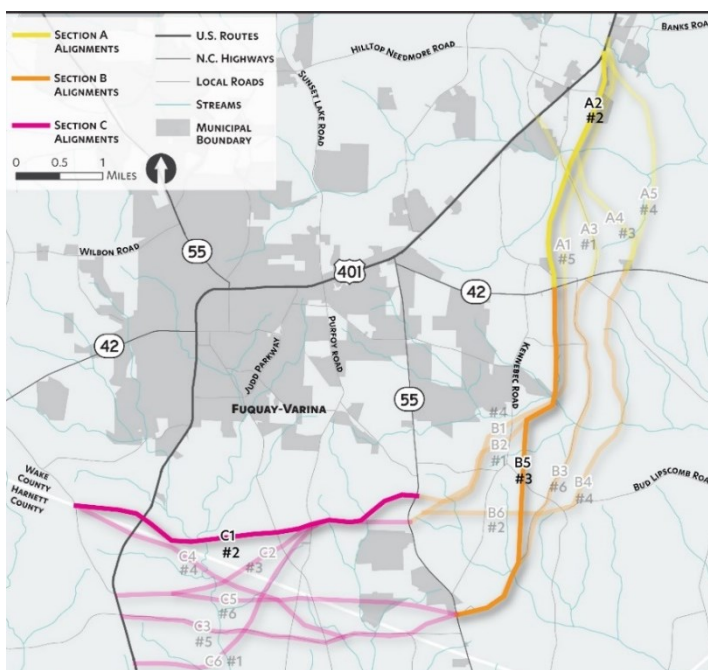 SECTION A
ALIGNMENTS
SECTION B
ALIGNMENTS
SECTION C
ALIGNMENTS
U.S. ROUTES
N.C. HIGHWAYS
LOCAL ROADS
STREAMS
MUNICIPAL
BOUNDARY
0 0.5 1
MILES
BANKS ROA
HILLTOP NEEDMORE ROAD
SUNSET LAKE ROAD
A2
#2
A5
#4
A4
#3
A3
#1
A1
#5
WILBON ROAD
55
401
42
42
JUDD PARKWAY
PURFOY ROAD
KENNEBEC ROAD
55
FUQUAY-VARINA
#4
B1
B2
#1
B5
#3
B3
#6
B4
#4
BUD LIPSCOMB ROA
B6
#2
WAKE
COUNTY
HARNETT
COUNTY
C1
#2
C4
#4
C2
#3
C5
#6
C3
#5
C6 #1